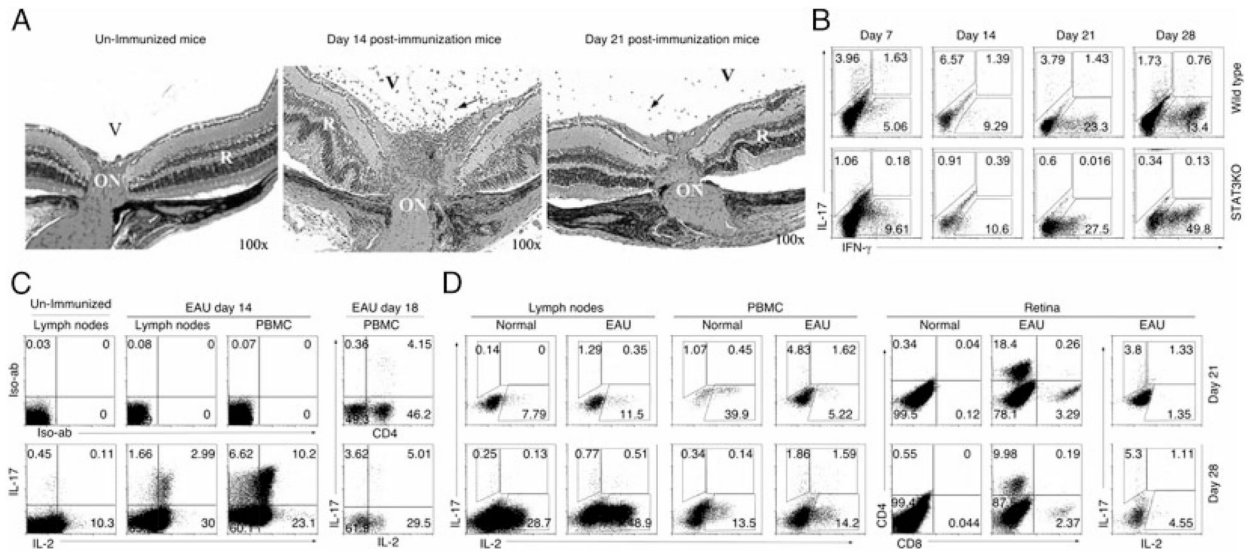 A
Un-Immunized mice
Day 14 post-immunization mice
Day 21 post-immunization mice
V
R
ON
100x
V
R
ON
100x
V
R
ON
100x
B
Day 7 Day 14 Day 21 Day 28
3.96 1.63 6.57 1.39 3.79 1.43 1.73 0.76
5.06 9.29 23.3 13.4
Wild type
1.06 0.18 0.91 0.39 0.6 0.016 0.34 0.13
9.61 10.6 27.5 49.8
STAT3KO
IL-17
IFN-γ
C
Un-Immunized EAU day 14 EAU day 18
Lymph nodes Lymph nodes PBMC PBMC
0.03 0 0.08 0 0.07 0 0.36 4.15
0 0 0 49.3 46.2
Iso-ab
Iso-ab
IL-17
CD4
0.45 0.11 1.66 2.99 6.62 10.2 3.62 5.01
10.3 30 23.1 29.5
IL-17
IL-2
IL-17
IL-2
D
Lymph nodes PBMC Retina
Normal EAU Normal EAU Normal EAU EAU
0.14 0 1.29 0.35 1.07 0.45 4.83 1.62 0.34 0.04 18.4 0.26 3.8 1.33
7.79 11.5 39.9 5.22 99.5 0.12 78.1 3.29 1.35
Day 21
0.25 0.13 0.77 0.51 0.34 0.14 1.86 1.59 0.55 0 9.98 0.19 5.3 1.11
28.7 48.9 13.5 14.2 0.044 2.37 4.55
Day 28
IL-17
IL-2
CD4
CD8
IL-17
IL-2